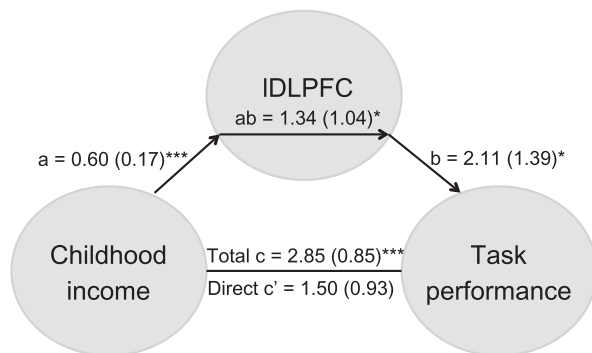 lDLPFC
ab = 1.34 (1.04)*
a = 0.60 (0.17)***
b = 2.11 (1.39)*
Childhood
income
Total c = 2.85 (0.85)***
Direct c’ = 1.50 (0.93)
Task
performance